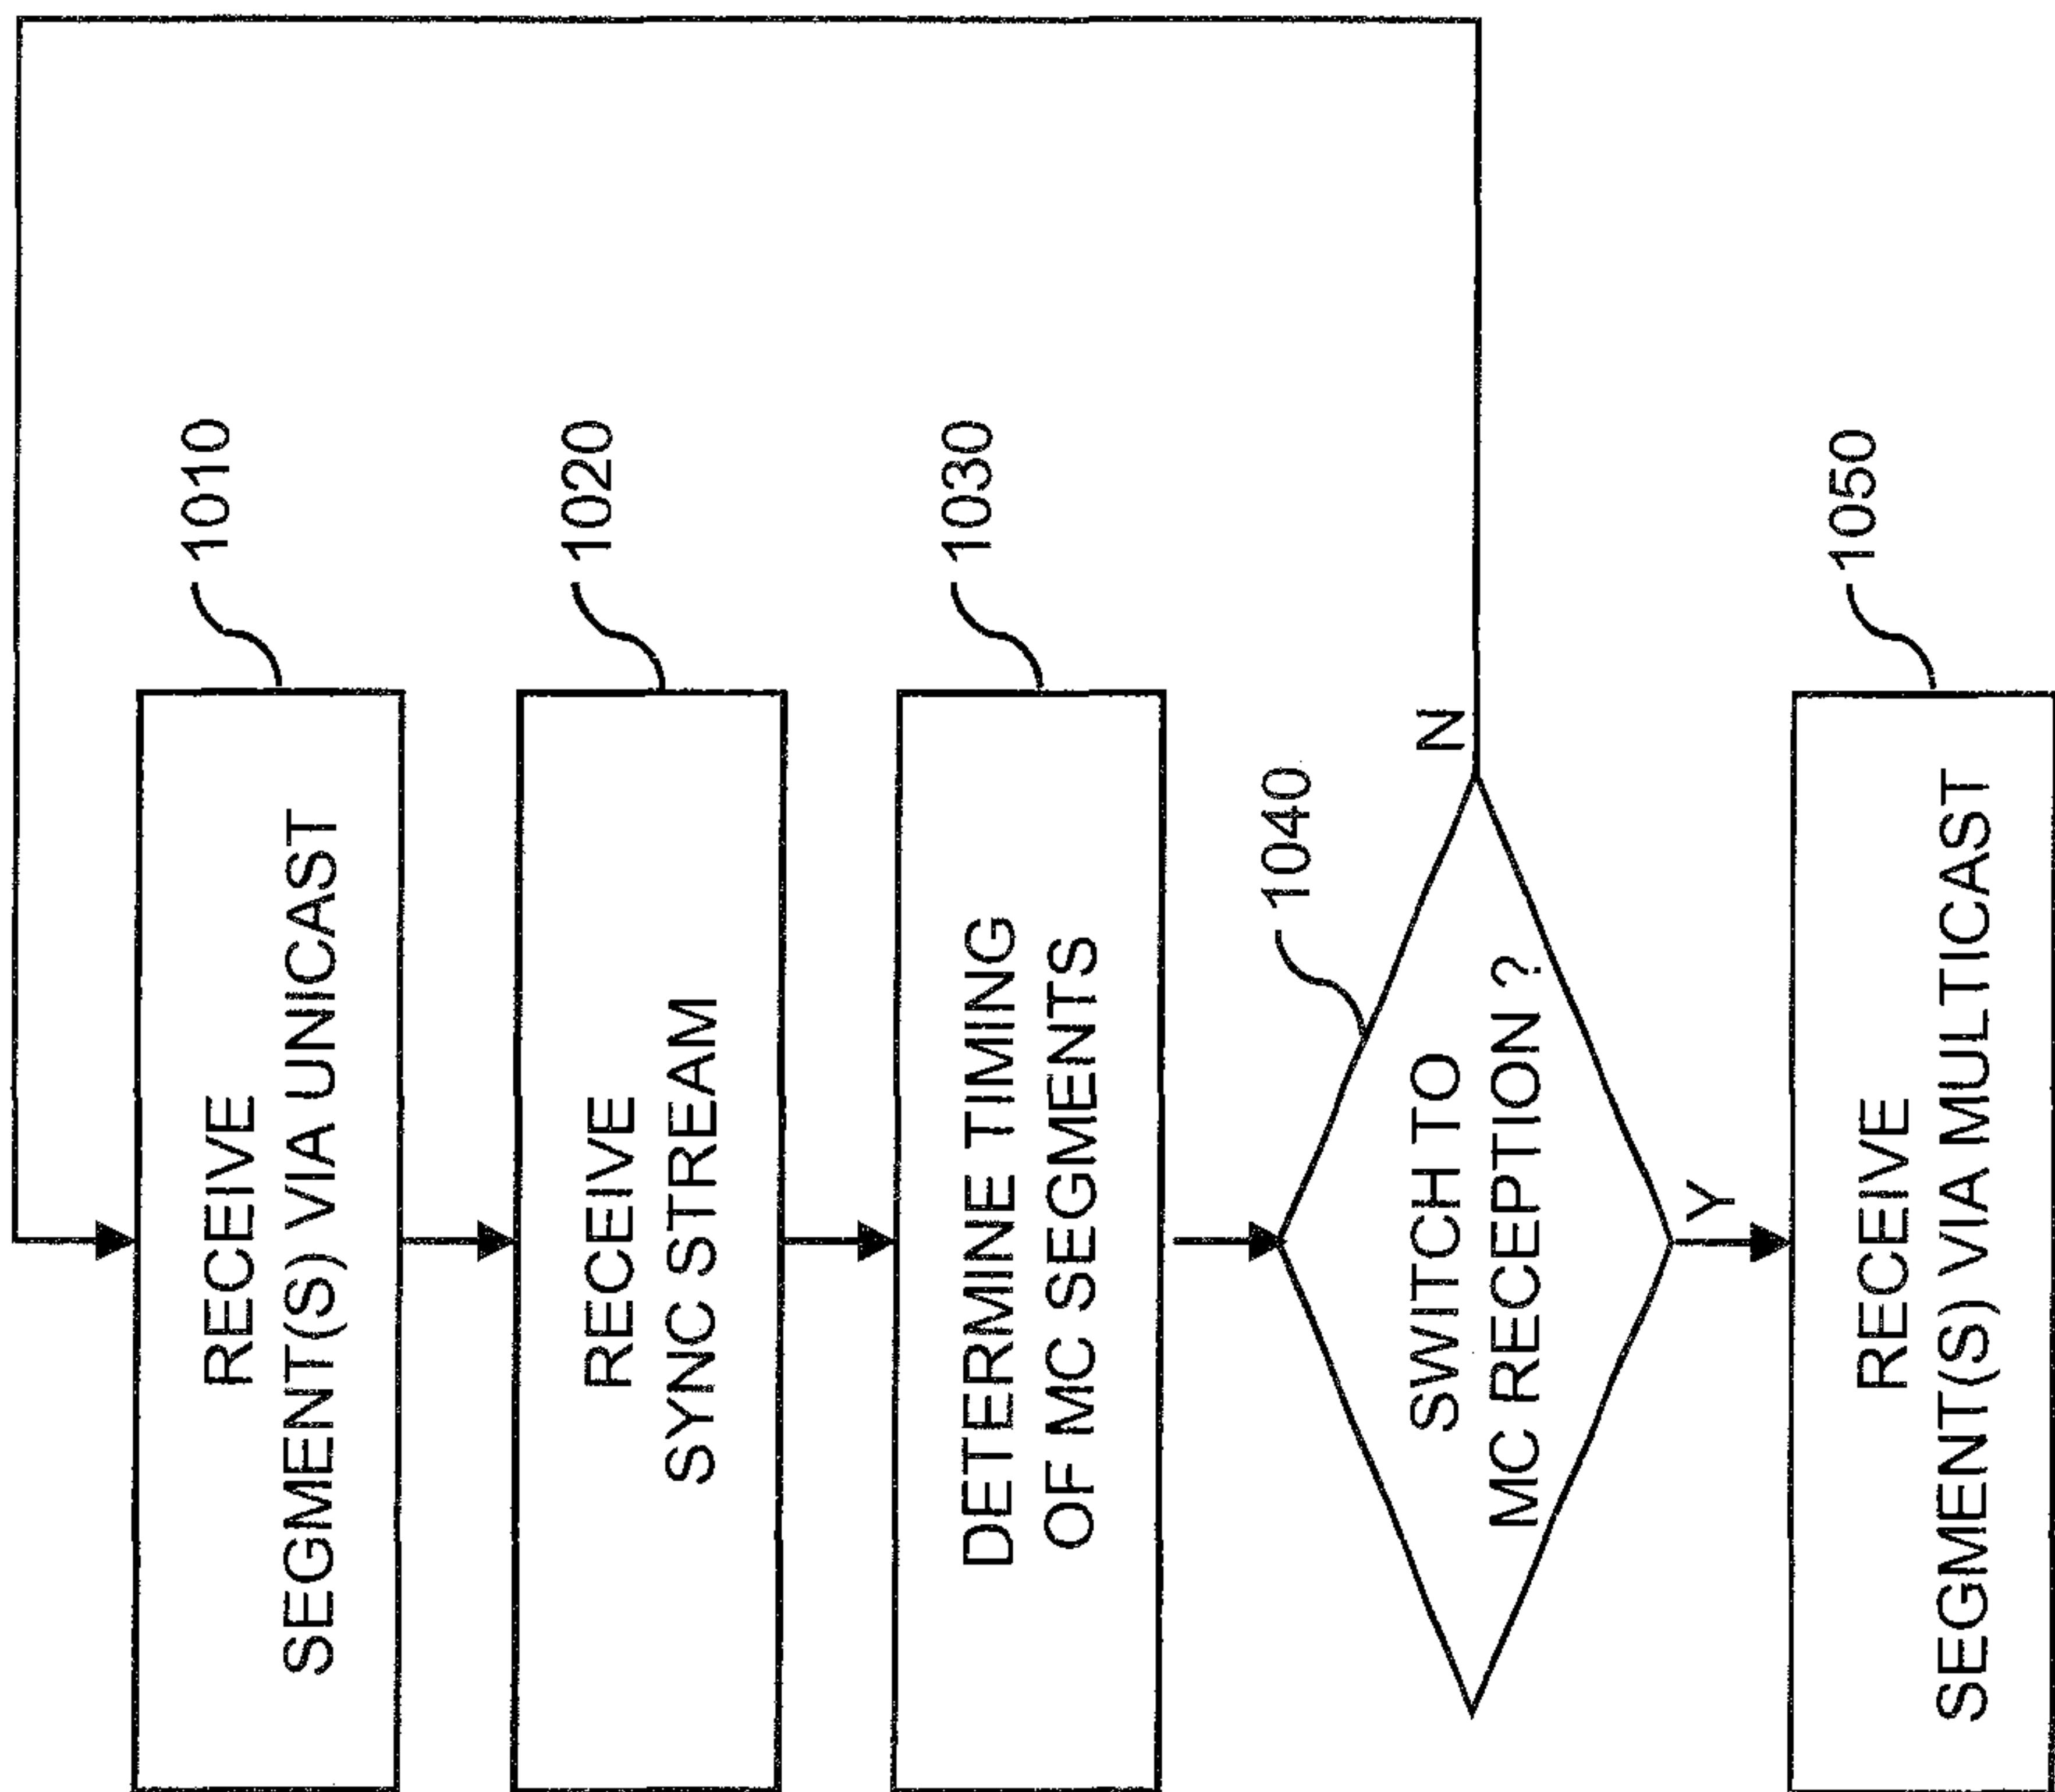 RECEIVE
SEGMENT(S) VIA UNICAST
1010
RECEIVE
SYNC STREAM
1020
DETERMINE TIMING
OF MC SEGMENTS
1030
SWITCH TO
MC RECEPTION ?
1040
N
Y
RECEIVE
SEGMENT(S) VIA MULTICAST
1050